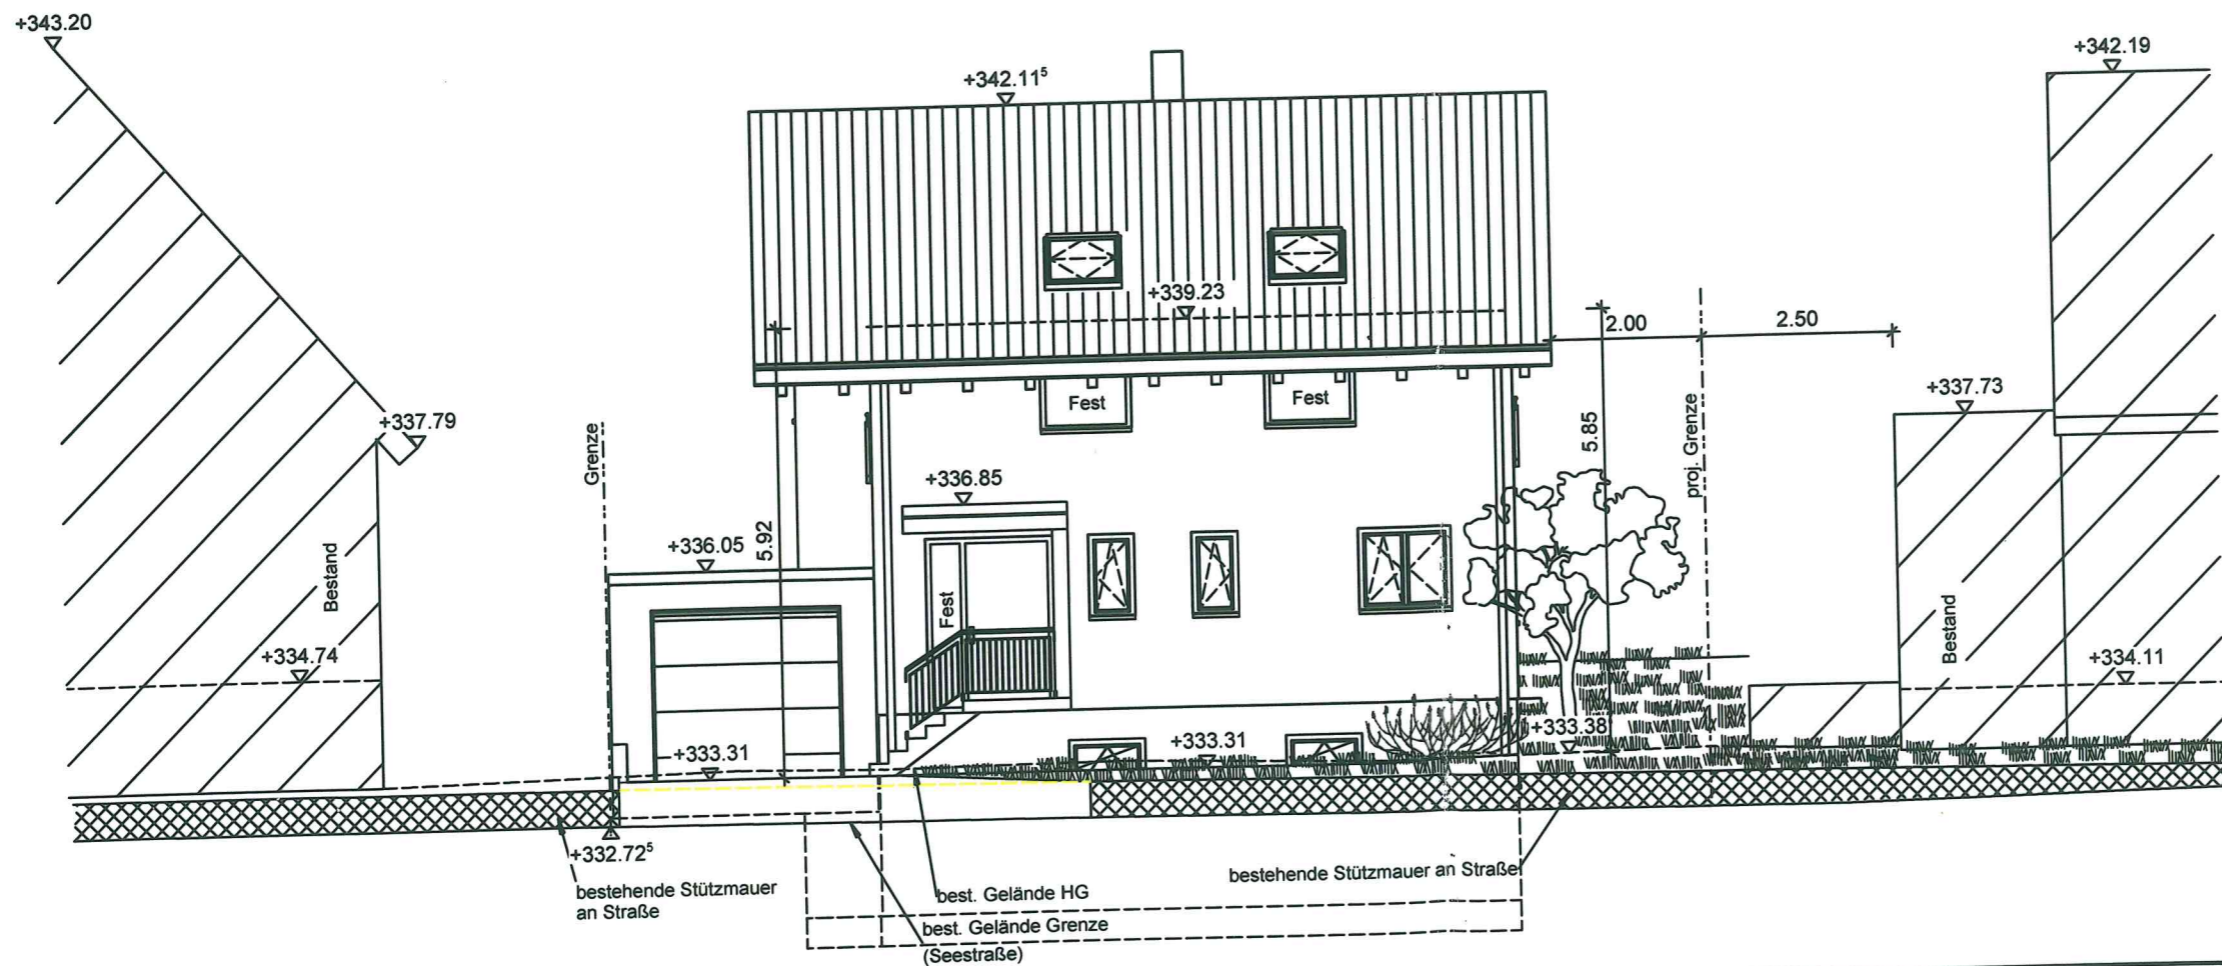 +343.20
+342.19
+342.11⁵
+339.23
2.00
2.50
+337.79
Grenze
Fest
Fest
5.85
proj. Grenze
+337.73
+336.85
+336.05
5.92
Bestand
Fest
Bestand
+334.74
+334.11
+333.31
+333.31
+333.38
+332.72⁵
bestehende Stützmauer
an Straße
best. Gelände HG
best. Gelände Grenze
(Seestraße)
bestehende Stützmauer an Straße